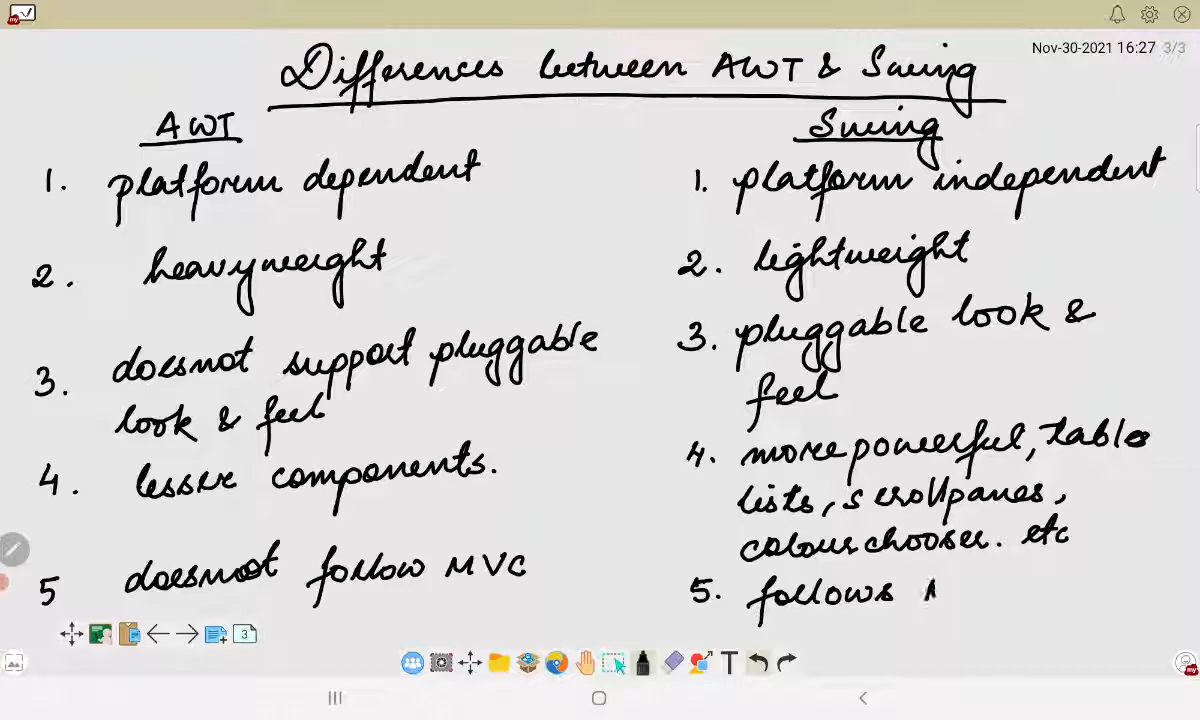 Nov-30-2021 16:27 3/3
Differences between AWT & Swing
AWT
1. platform dependent
2. heavyweight
3. doesnot support pluggable
look & feel
4. lesser components.
5 doesnot follow MVC
Swing
1. platform independent
2. lightweight
3. pluggable look &
feel
4. more powerful, tables
lists, scrollpanes,
colourchooser. etc
5. follows
3
T